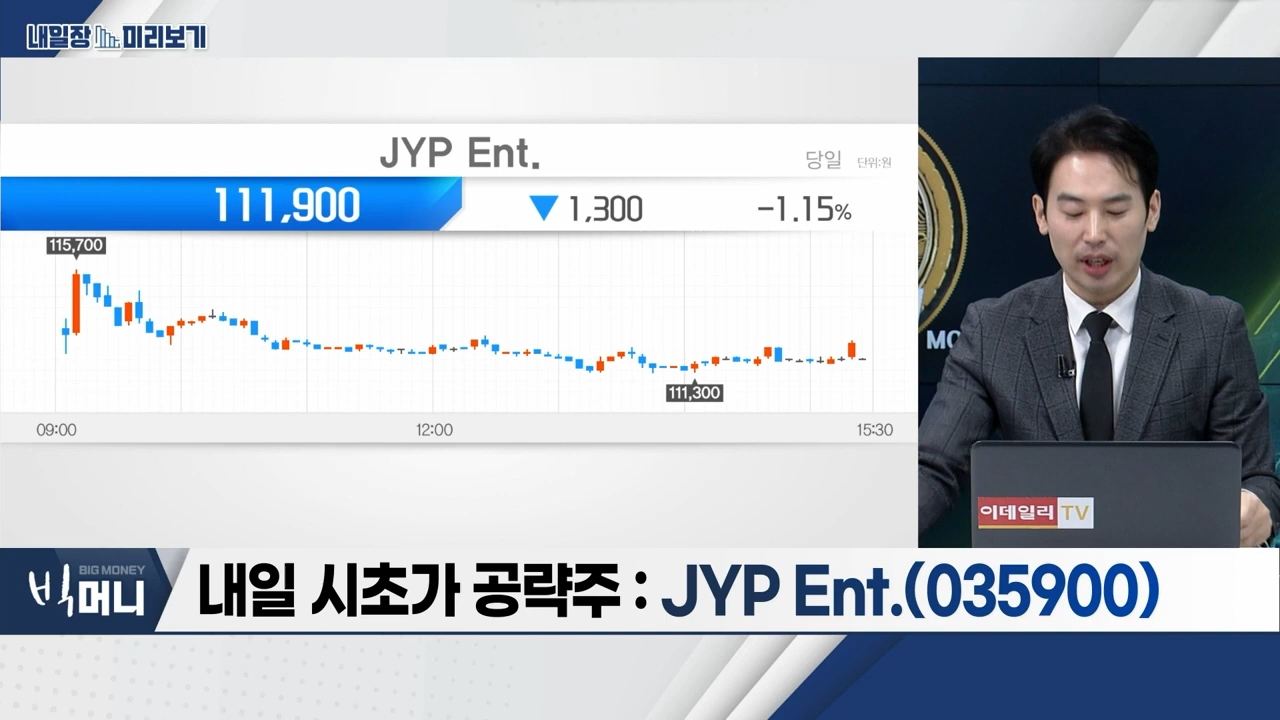 내일장 미리보기
JYP Ent.
당일 단위:원
111,900 ▼ 1,300 -1.15%
115,700
111,300
09:00 12:00 15:30
MO
이데일리 TV
BIG MONEY
빅머니
내일 시초가 공략주 : JYP Ent.(035900)